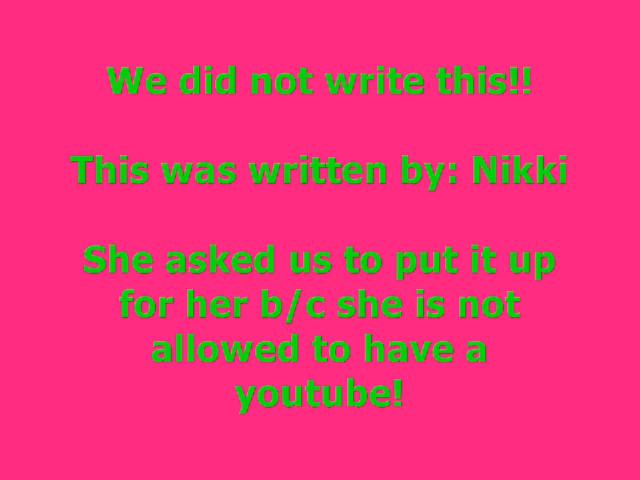 We did not write this!!
This was written by: Nikki
She asked us to put it up
for her b/c she is not
allowed to have a
youtube!